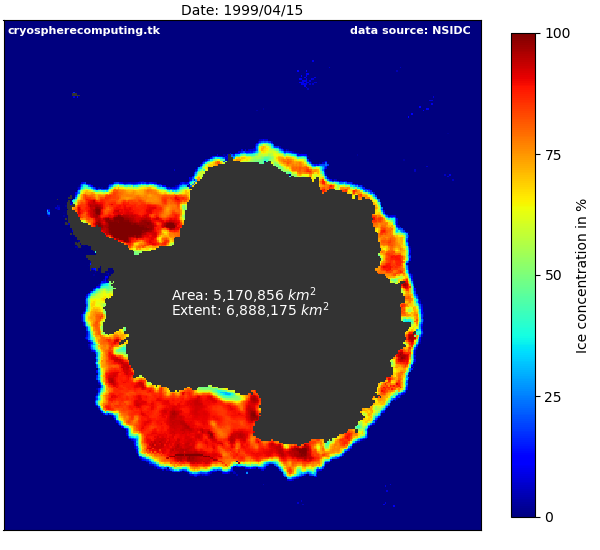 Date: 1999/04/15
cryospherecomputing.tk
data source: NSIDC
100
75
50
25
0
Ice concentration in %
Area: 5,170,856 km²
Extent: 6,888,175 km²